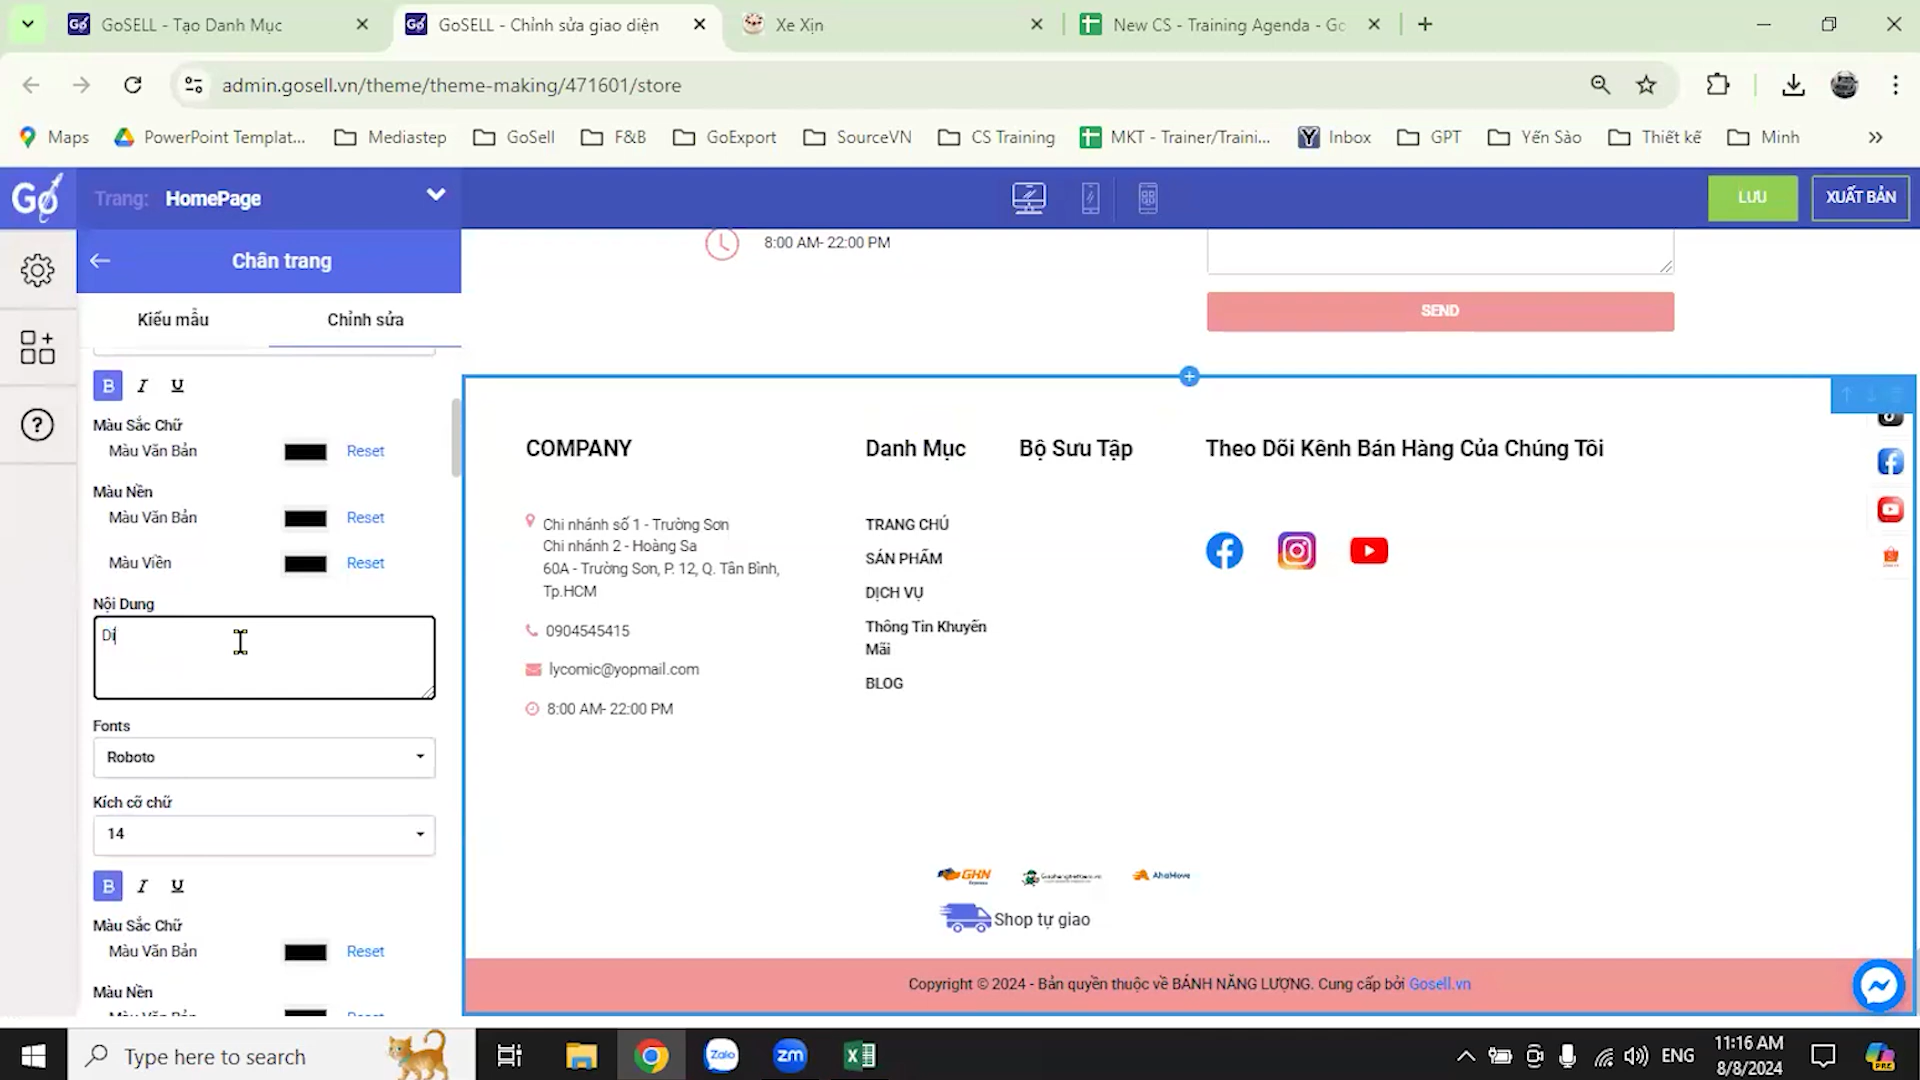 GoSELL - Tạo Danh Mục
GoSELL - Chỉnh sửa giao diện
Xe Xịn
New CS - Training Agenda - Go
admin.gosell.vn/theme/theme-making/471601/store
Maps
PowerPoint Templat...
Mediastep
GoSell
F&B
GoExport
SourceVN
CS Training
MKT - Trainer/Traini...
Inbox
GPT
Yến Sào
Thiết kế
Minh
Trang: HomePage
LƯU
XUẤT BẢN
Chân trang
Kiểu mẫu
Chỉnh sửa
B I U
Màu Sắc Chữ
Màu Văn Bản
Reset
Màu Nền
Màu Văn Bản
Reset
Màu Viền
Reset
Nội Dung
Di
Fonts
Roboto
Kích cỡ chữ
14
B I U
Màu Sắc Chữ
Màu Văn Bản
Reset
Màu Nền
Màu Văn Bản
Reset
8:00 AM- 22:00 PM
SEND
COMPANY
Chi nhánh số 1 - Trường Sơn
Chi nhánh 2 - Hoàng Sa
60A - Trường Sơn, P. 12, Q. Tân Bình,
Tp.HCM
0904545415
lycomic@yopmail.com
8:00 AM- 22:00 PM
Danh Mục
TRANG CHỦ
SẢN PHẨM
DỊCH VỤ
Thông Tin Khuyến
Mãi
BLOG
Bộ Sưu Tập
Theo Dõi Kênh Bán Hàng Của Chúng Tôi
GHN
AhaMove
Shop tự giao
Copyright © 2024 - Bản quyền thuộc về BÁNH NĂNG LƯỢNG. Cung cấp bởi Gosell.vn
Type here to search
Zalo
zm
ENG
11:16 AM
8/8/2024
PRE